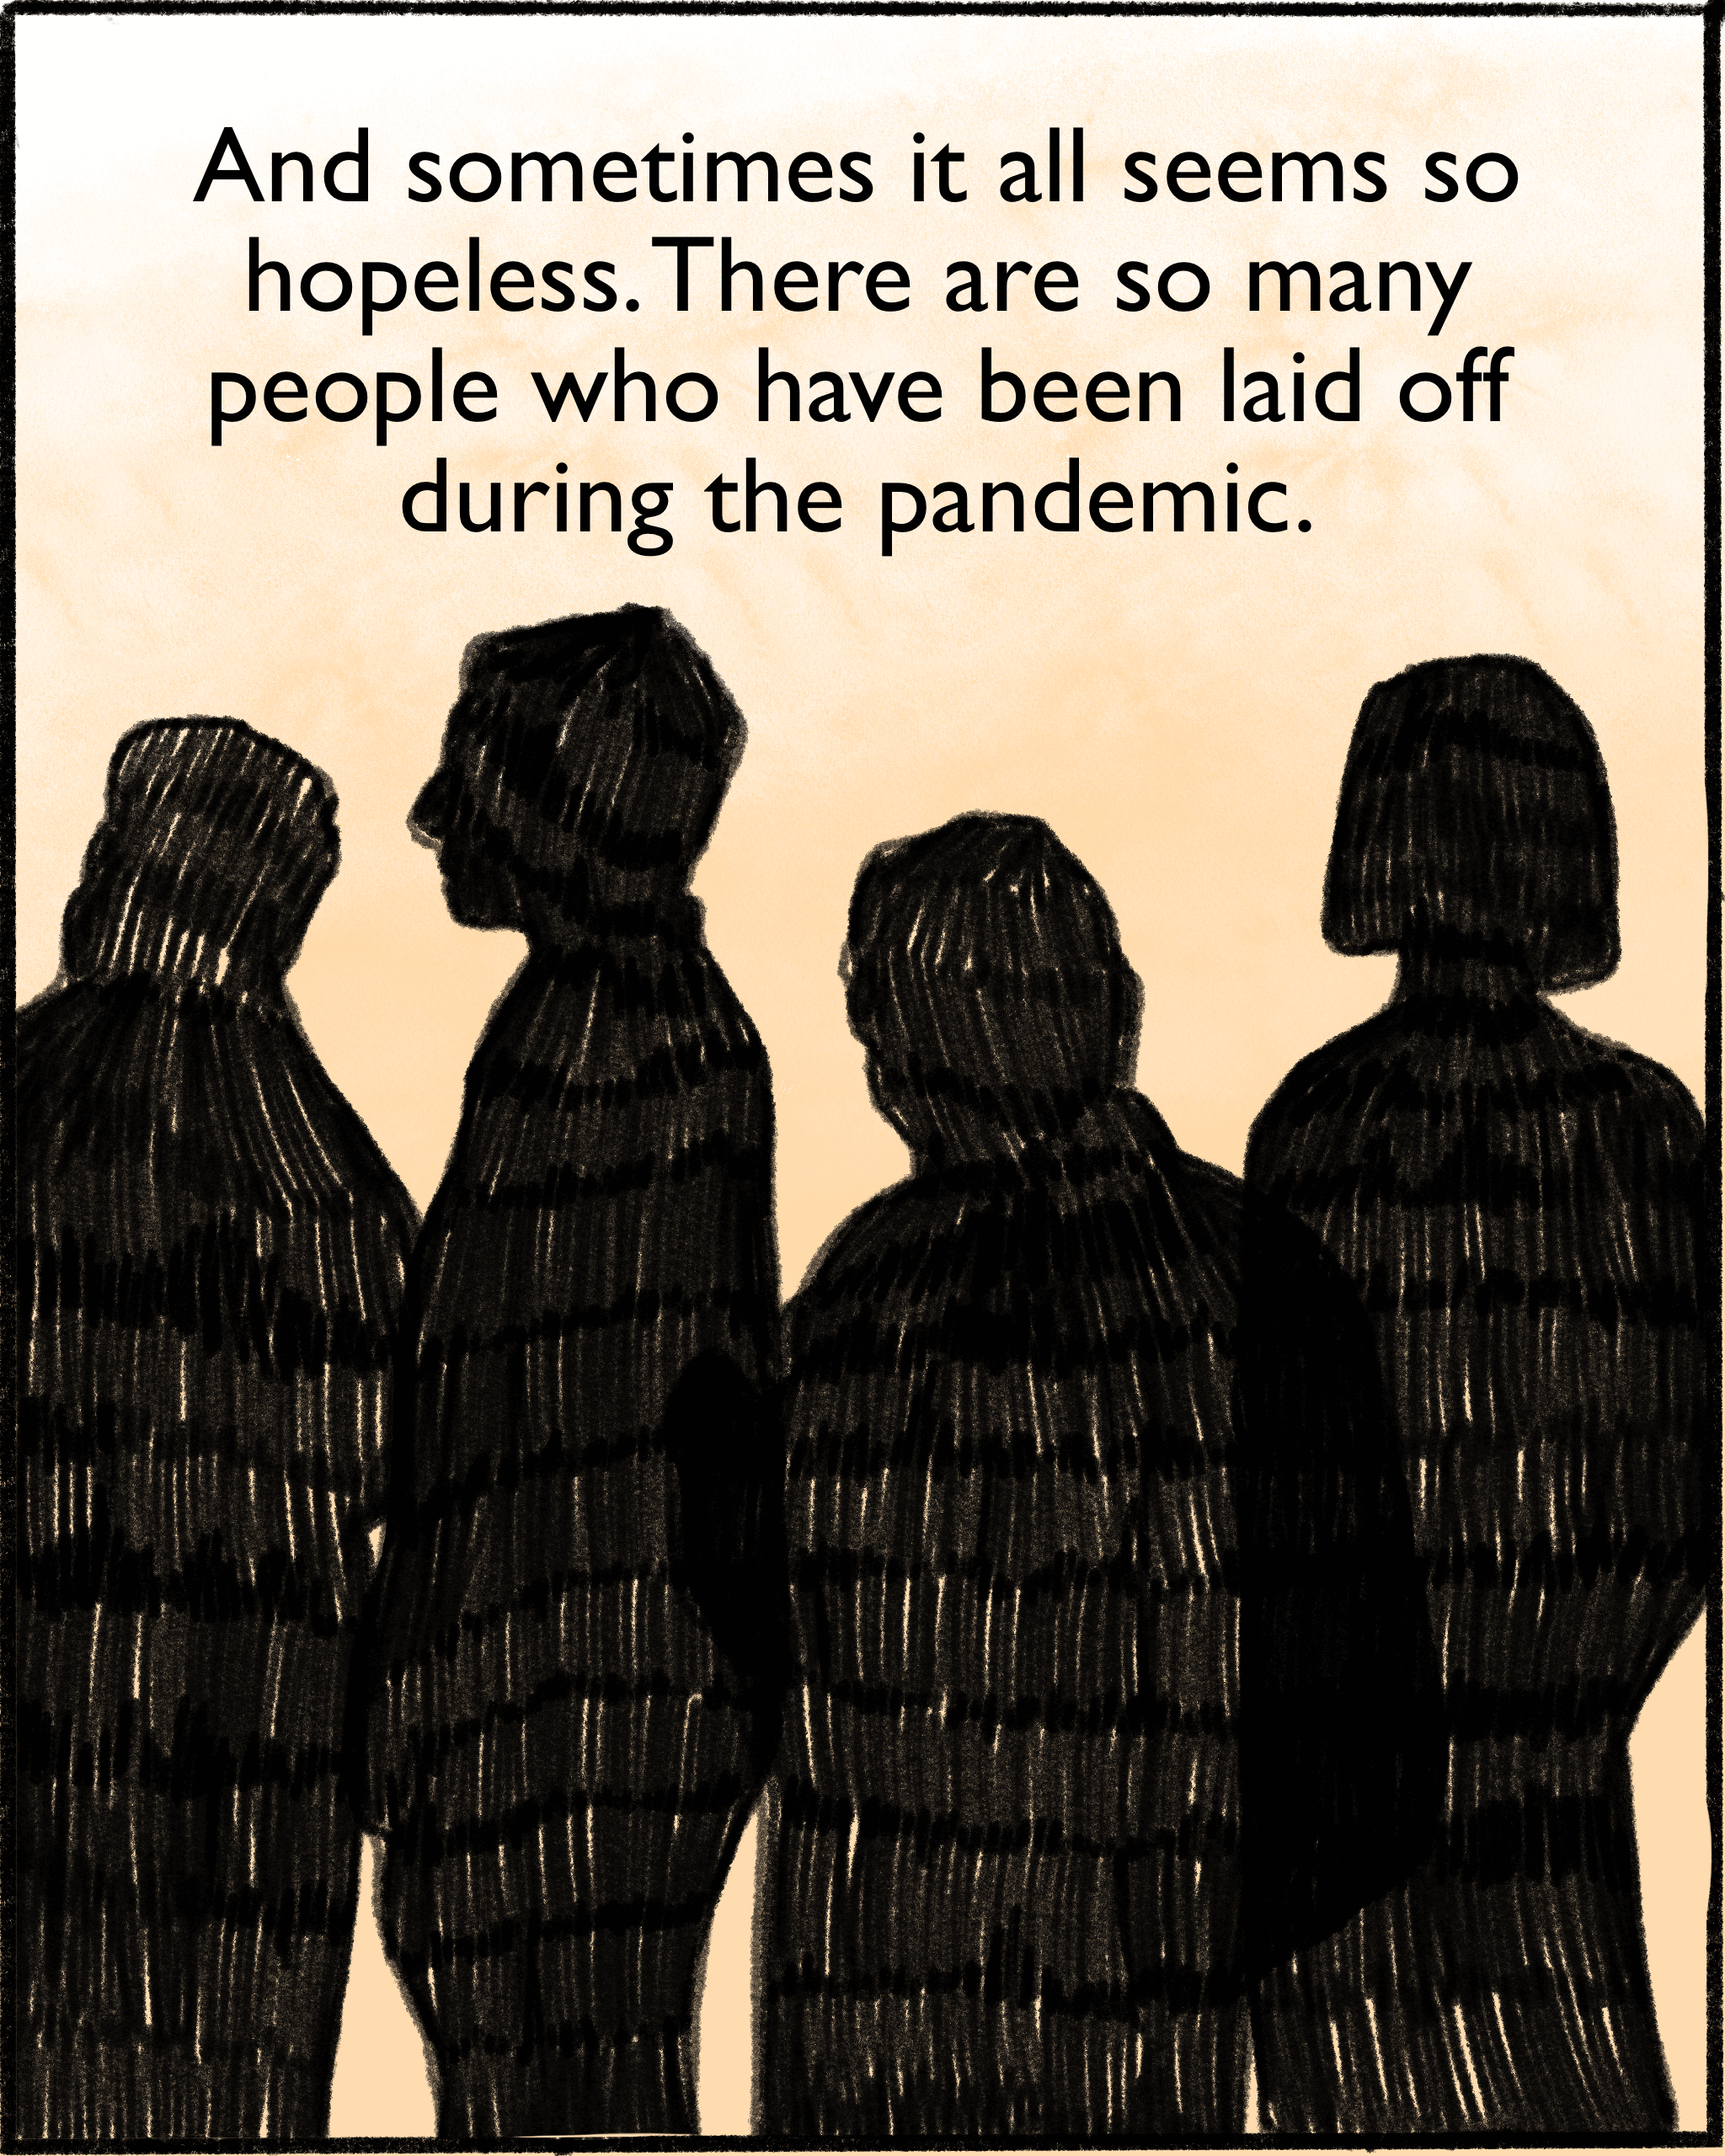 And sometimes it all seems so
hopeless. There are so many
people who have been laid off
during the pandemic.